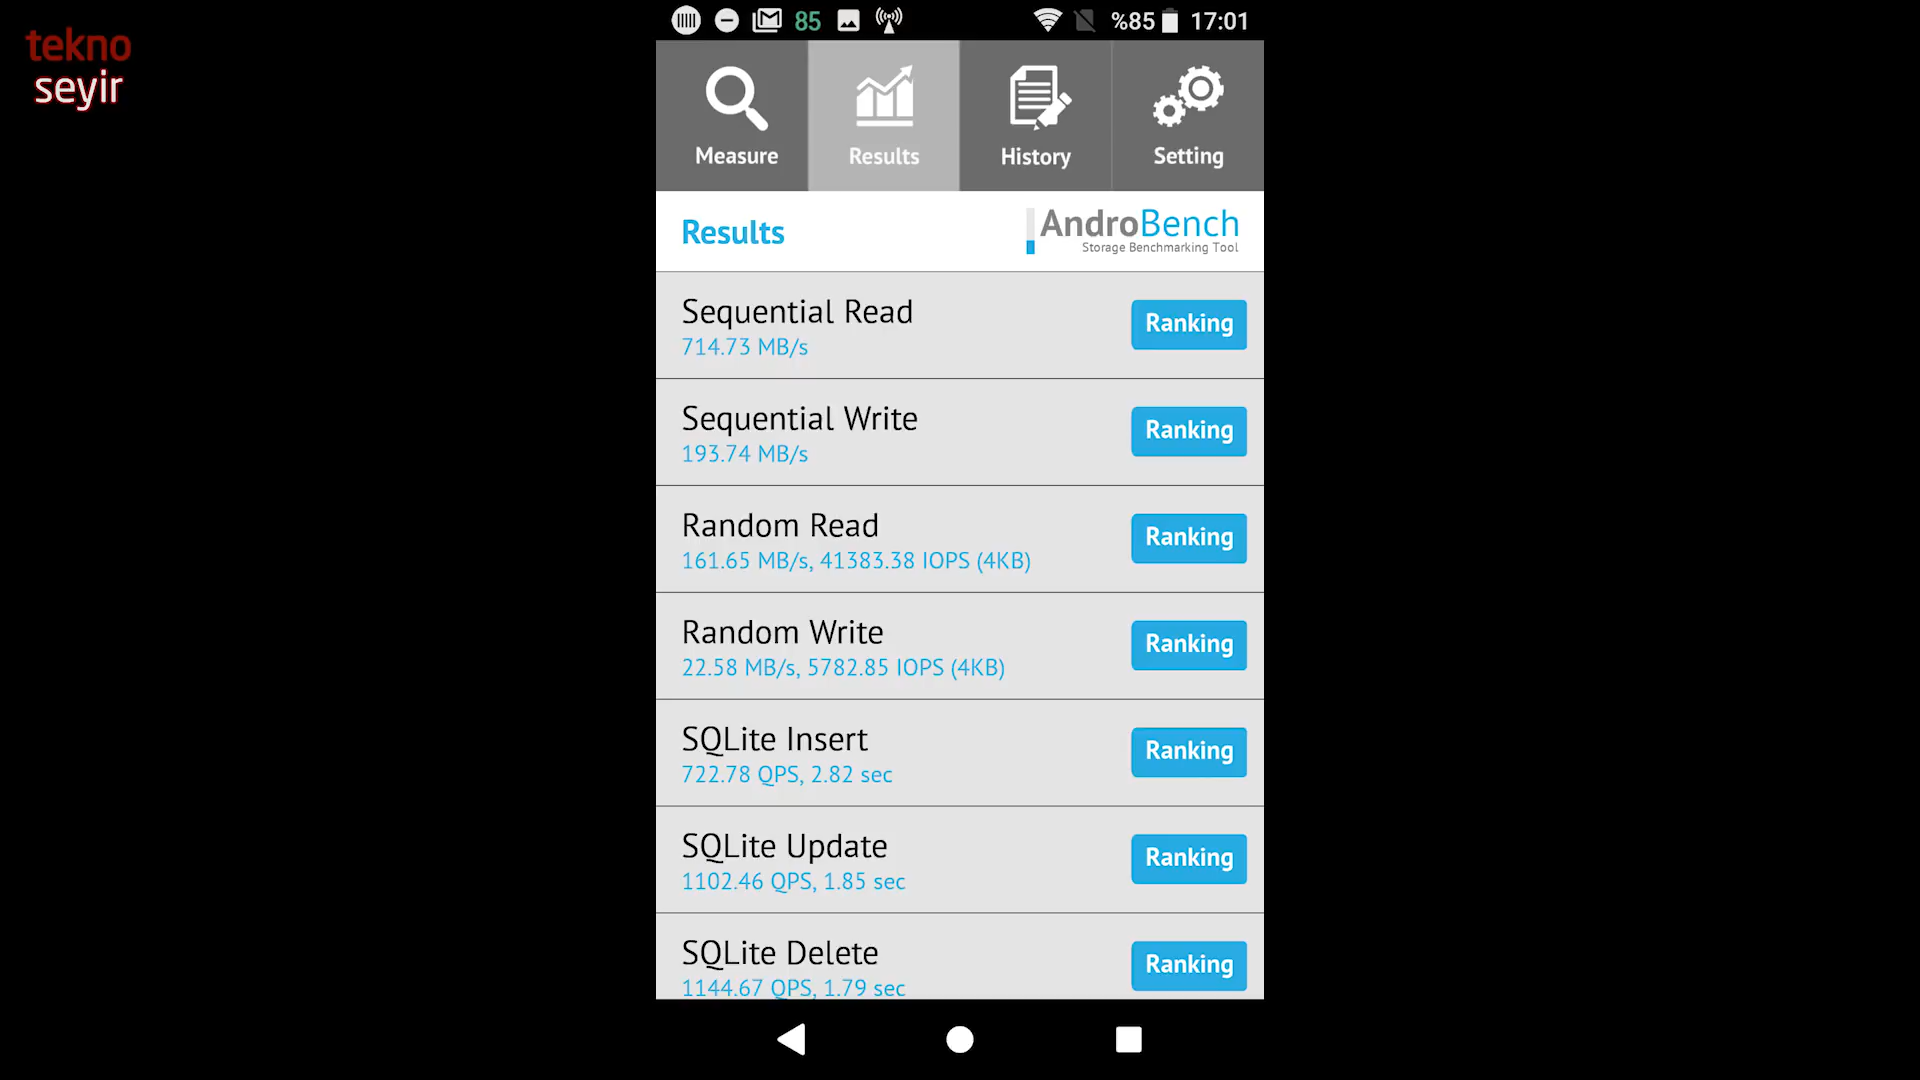 tekno
seyir
85
%85
17:01
Measure
Results
History
Setting
Results
AndroBench
Storage Benchmarking Tool
Sequential Read
714.73 MB/s
Ranking
Sequential Write
193.74 MB/s
Ranking
Random Read
161.65 MB/s, 41383.38 IOPS (4KB)
Ranking
Random Write
22.58 MB/s, 5782.85 IOPS (4KB)
Ranking
SQLite Insert
722.78 QPS, 2.82 sec
Ranking
SQLite Update
1102.46 QPS, 1.85 sec
Ranking
SQLite Delete
1144.67 QPS, 1.79 sec
Ranking